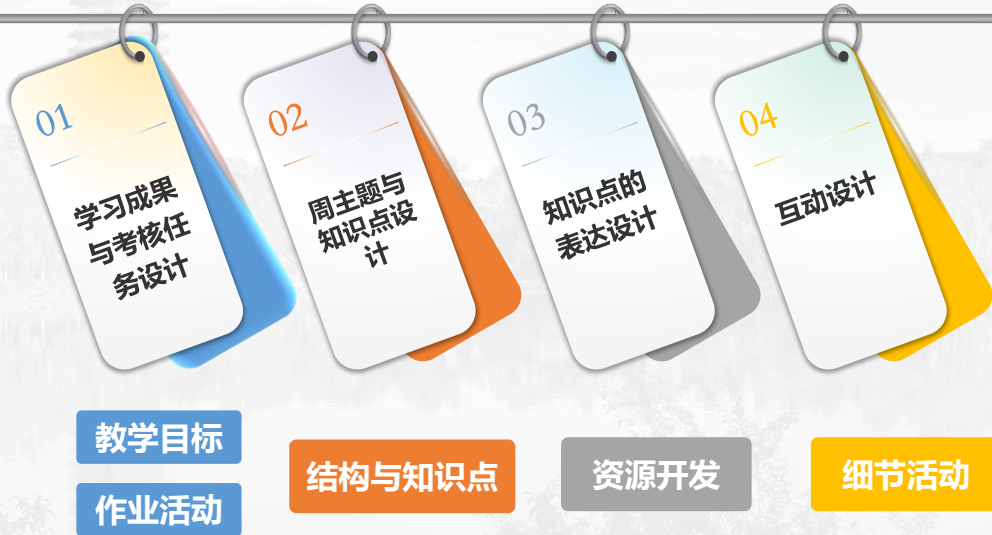 01
学习成果
与考核任
务设计
02
周主题与
知识点设
计
03
知识点的
表达设计
04
互动设计
教学目标
作业活动
结构与知识点
资源开发
细节活动